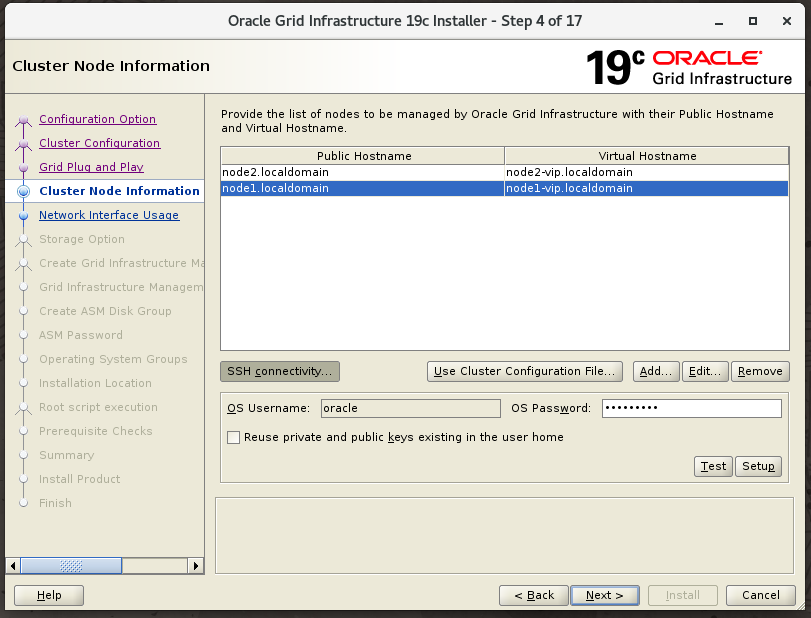 Oracle Grid Infrastructure 19c Installer - Step 4 of 17
Cluster Node Information
19c ORACLE
Grid Infrastructure
Configuration Option
Cluster Configuration
Grid Plug and Play
Cluster Node Information
Network Interface Usage
Storage Option
Create Grid Infrastructure Ma
Grid Infrastructure Managem
Create ASM Disk Group
ASM Password
Operating System Groups
Installation Location
Root script execution
Prerequisite Checks
Summary
Install Product
Finish
Provide the list of nodes to be managed by Oracle Grid Infrastructure with their Public Hostname
and Virtual Hostname.
Public Hostname Virtual Hostname
node2.localdomain node2-vip.localdomain
node1.localdomain node1-vip.localdomain
SSH connectivity... Use Cluster Configuration File... Add... Edit... Remove
OS Username: oracle OS Password: •••••••••
Reuse private and public keys existing in the user home
Test Setup
Help < Back Next > Install Cancel